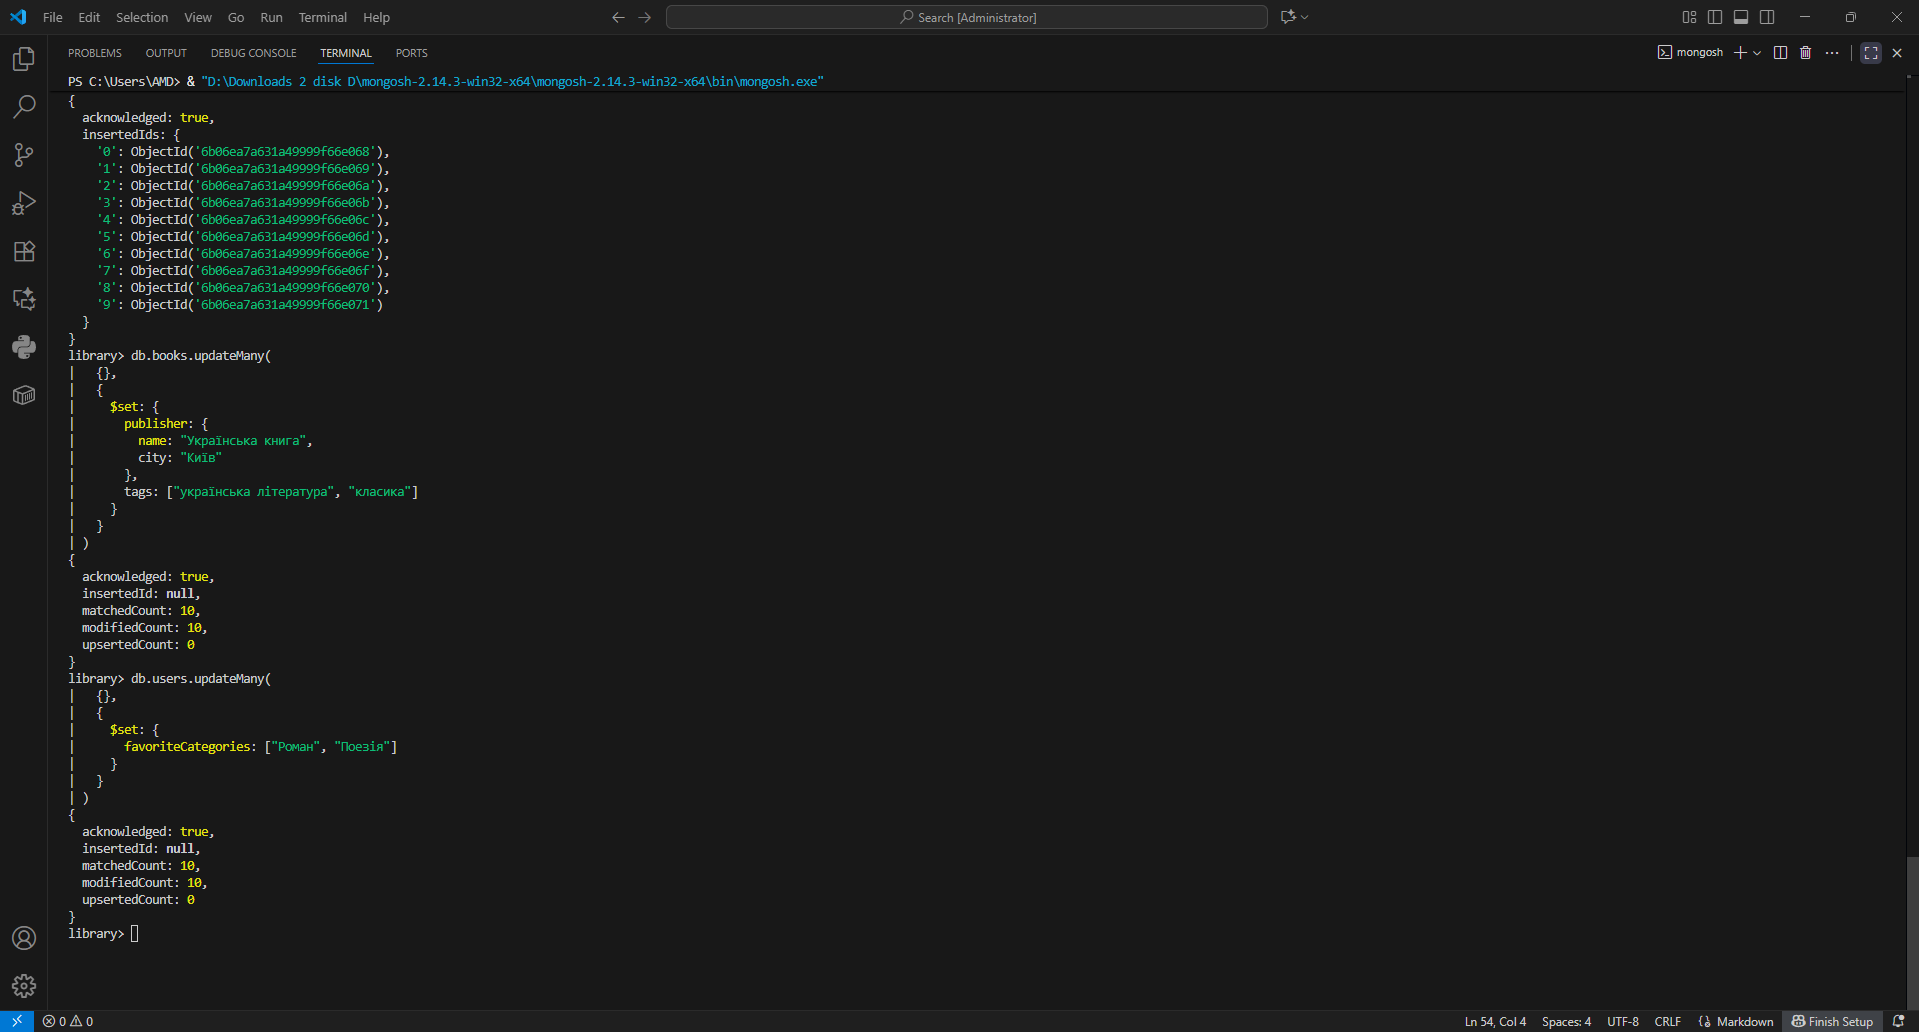 File Edit Selection View Go Run Terminal Help Search [Administrator]
PROBLEMS OUTPUT DEBUG CONSOLE TERMINAL PORTS mongosh
PS C:\Users\AMD> & "D:\Downloads 2 disk D\mongosh-2.14.3-win32-x64\mongosh-2.14.3-win32-x64\bin\mongosh.exe"
{
  acknowledged: true,
  insertedIds: {
    '0': ObjectId('6b06ea7a631a49999f66e068'),
    '1': ObjectId('6b06ea7a631a49999f66e069'),
    '2': ObjectId('6b06ea7a631a49999f66e06a'),
    '3': ObjectId('6b06ea7a631a49999f66e06b'),
    '4': ObjectId('6b06ea7a631a49999f66e06c'),
    '5': ObjectId('6b06ea7a631a49999f66e06d'),
    '6': ObjectId('6b06ea7a631a49999f66e06e'),
    '7': ObjectId('6b06ea7a631a49999f66e06f'),
    '8': ObjectId('6b06ea7a631a49999f66e070'),
    '9': ObjectId('6b06ea7a631a49999f66e071')
  }
}
library> db.books.updateMany(
|   {},
|   {
|     $set: {
|       publisher: {
|         name: "Українська книга",
|         city: "Київ"
|       },
|       tags: ["українська література", "класика"]
|     }
|   }
| )
{
  acknowledged: true,
  insertedId: null,
  matchedCount: 10,
  modifiedCount: 10,
  upsertedCount: 0
}
library> db.users.updateMany(
|   {},
|   {
|     $set: {
|       favoriteCategories: ["Роман", "Поезія"]
|     }
|   }
| )
{
  acknowledged: true,
  insertedId: null,
  matchedCount: 10,
  modifiedCount: 10,
  upsertedCount: 0
}
library>
0 0 Ln 54, Col 4 Spaces: 4 UTF-8 CRLF {} Markdown Finish Setup